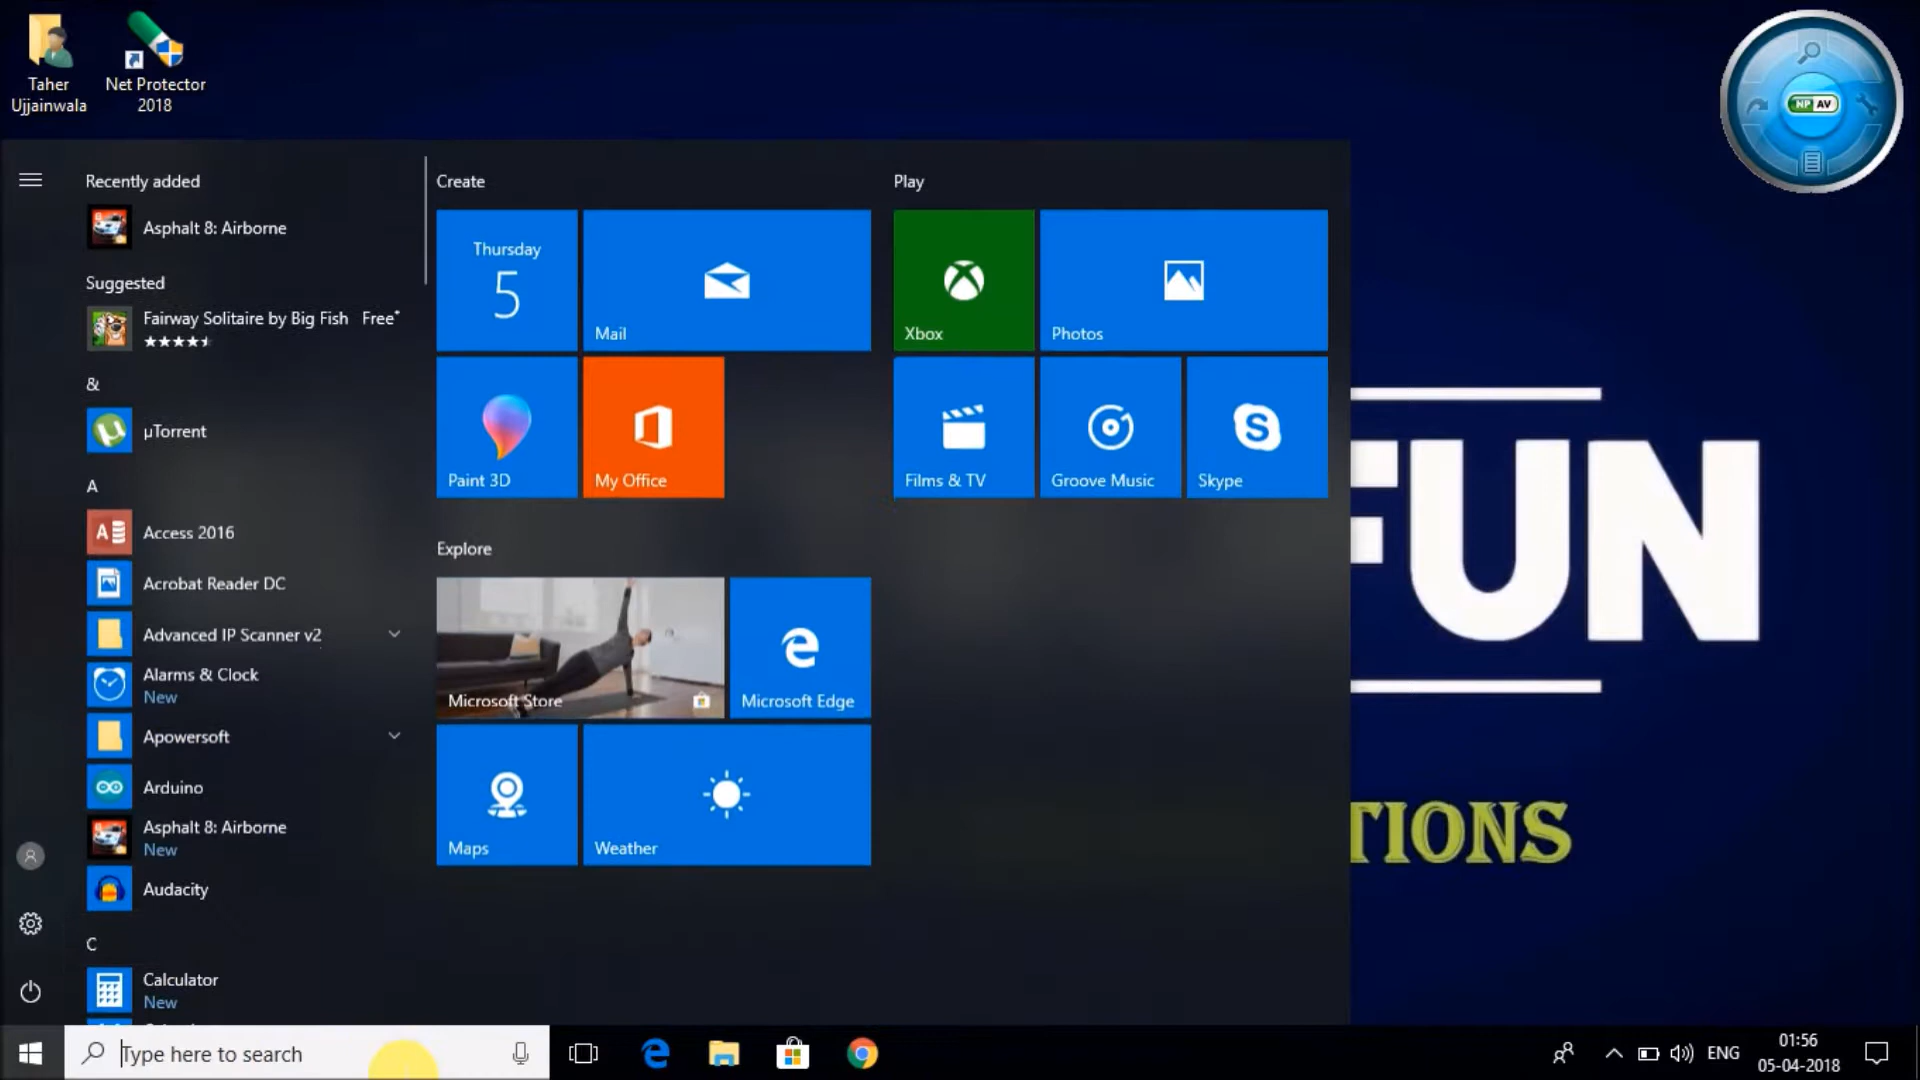 Taher
Ujjainwala
Net Protector
2018
NP AV
Recently added
Asphalt 8: Airborne
Suggested
Fairway Solitaire by Big Fish Free*
&
µTorrent
A
Access 2016
Acrobat Reader DC
Advanced IP Scanner v2
Alarms & Clock
New
Apowersoft
Arduino
Asphalt 8: Airborne
New
Audacity
C
Calculator
New
Create
Thursday
5
Mail
Paint 3D
My Office
Explore
Microsoft Store
Microsoft Edge
Maps
Weather
Play
Xbox
Photos
Films & TV
Groove Music
Skype
FUN
TIONS
Type here to search
ENG
01:56
05-04-2018